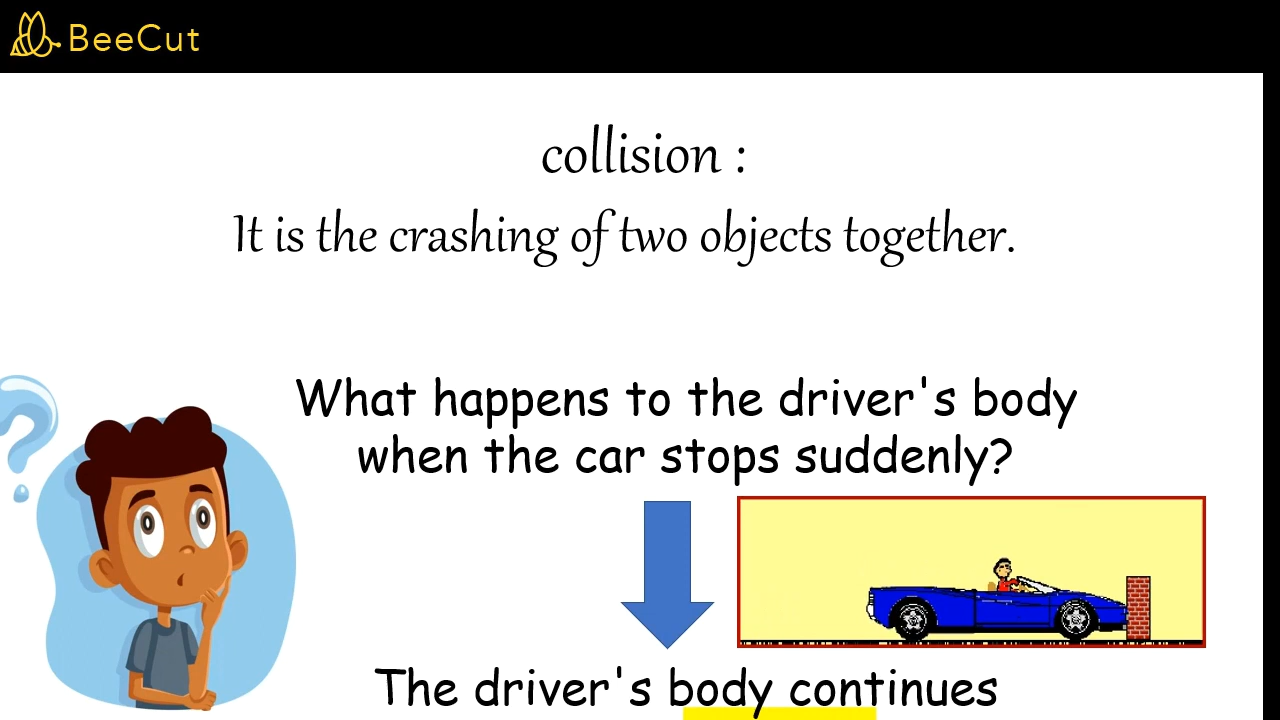 BeeCut
collision :
It is the crashing of two objects together.
What happens to the driver's body
when the car stops suddenly?
The driver's body continues